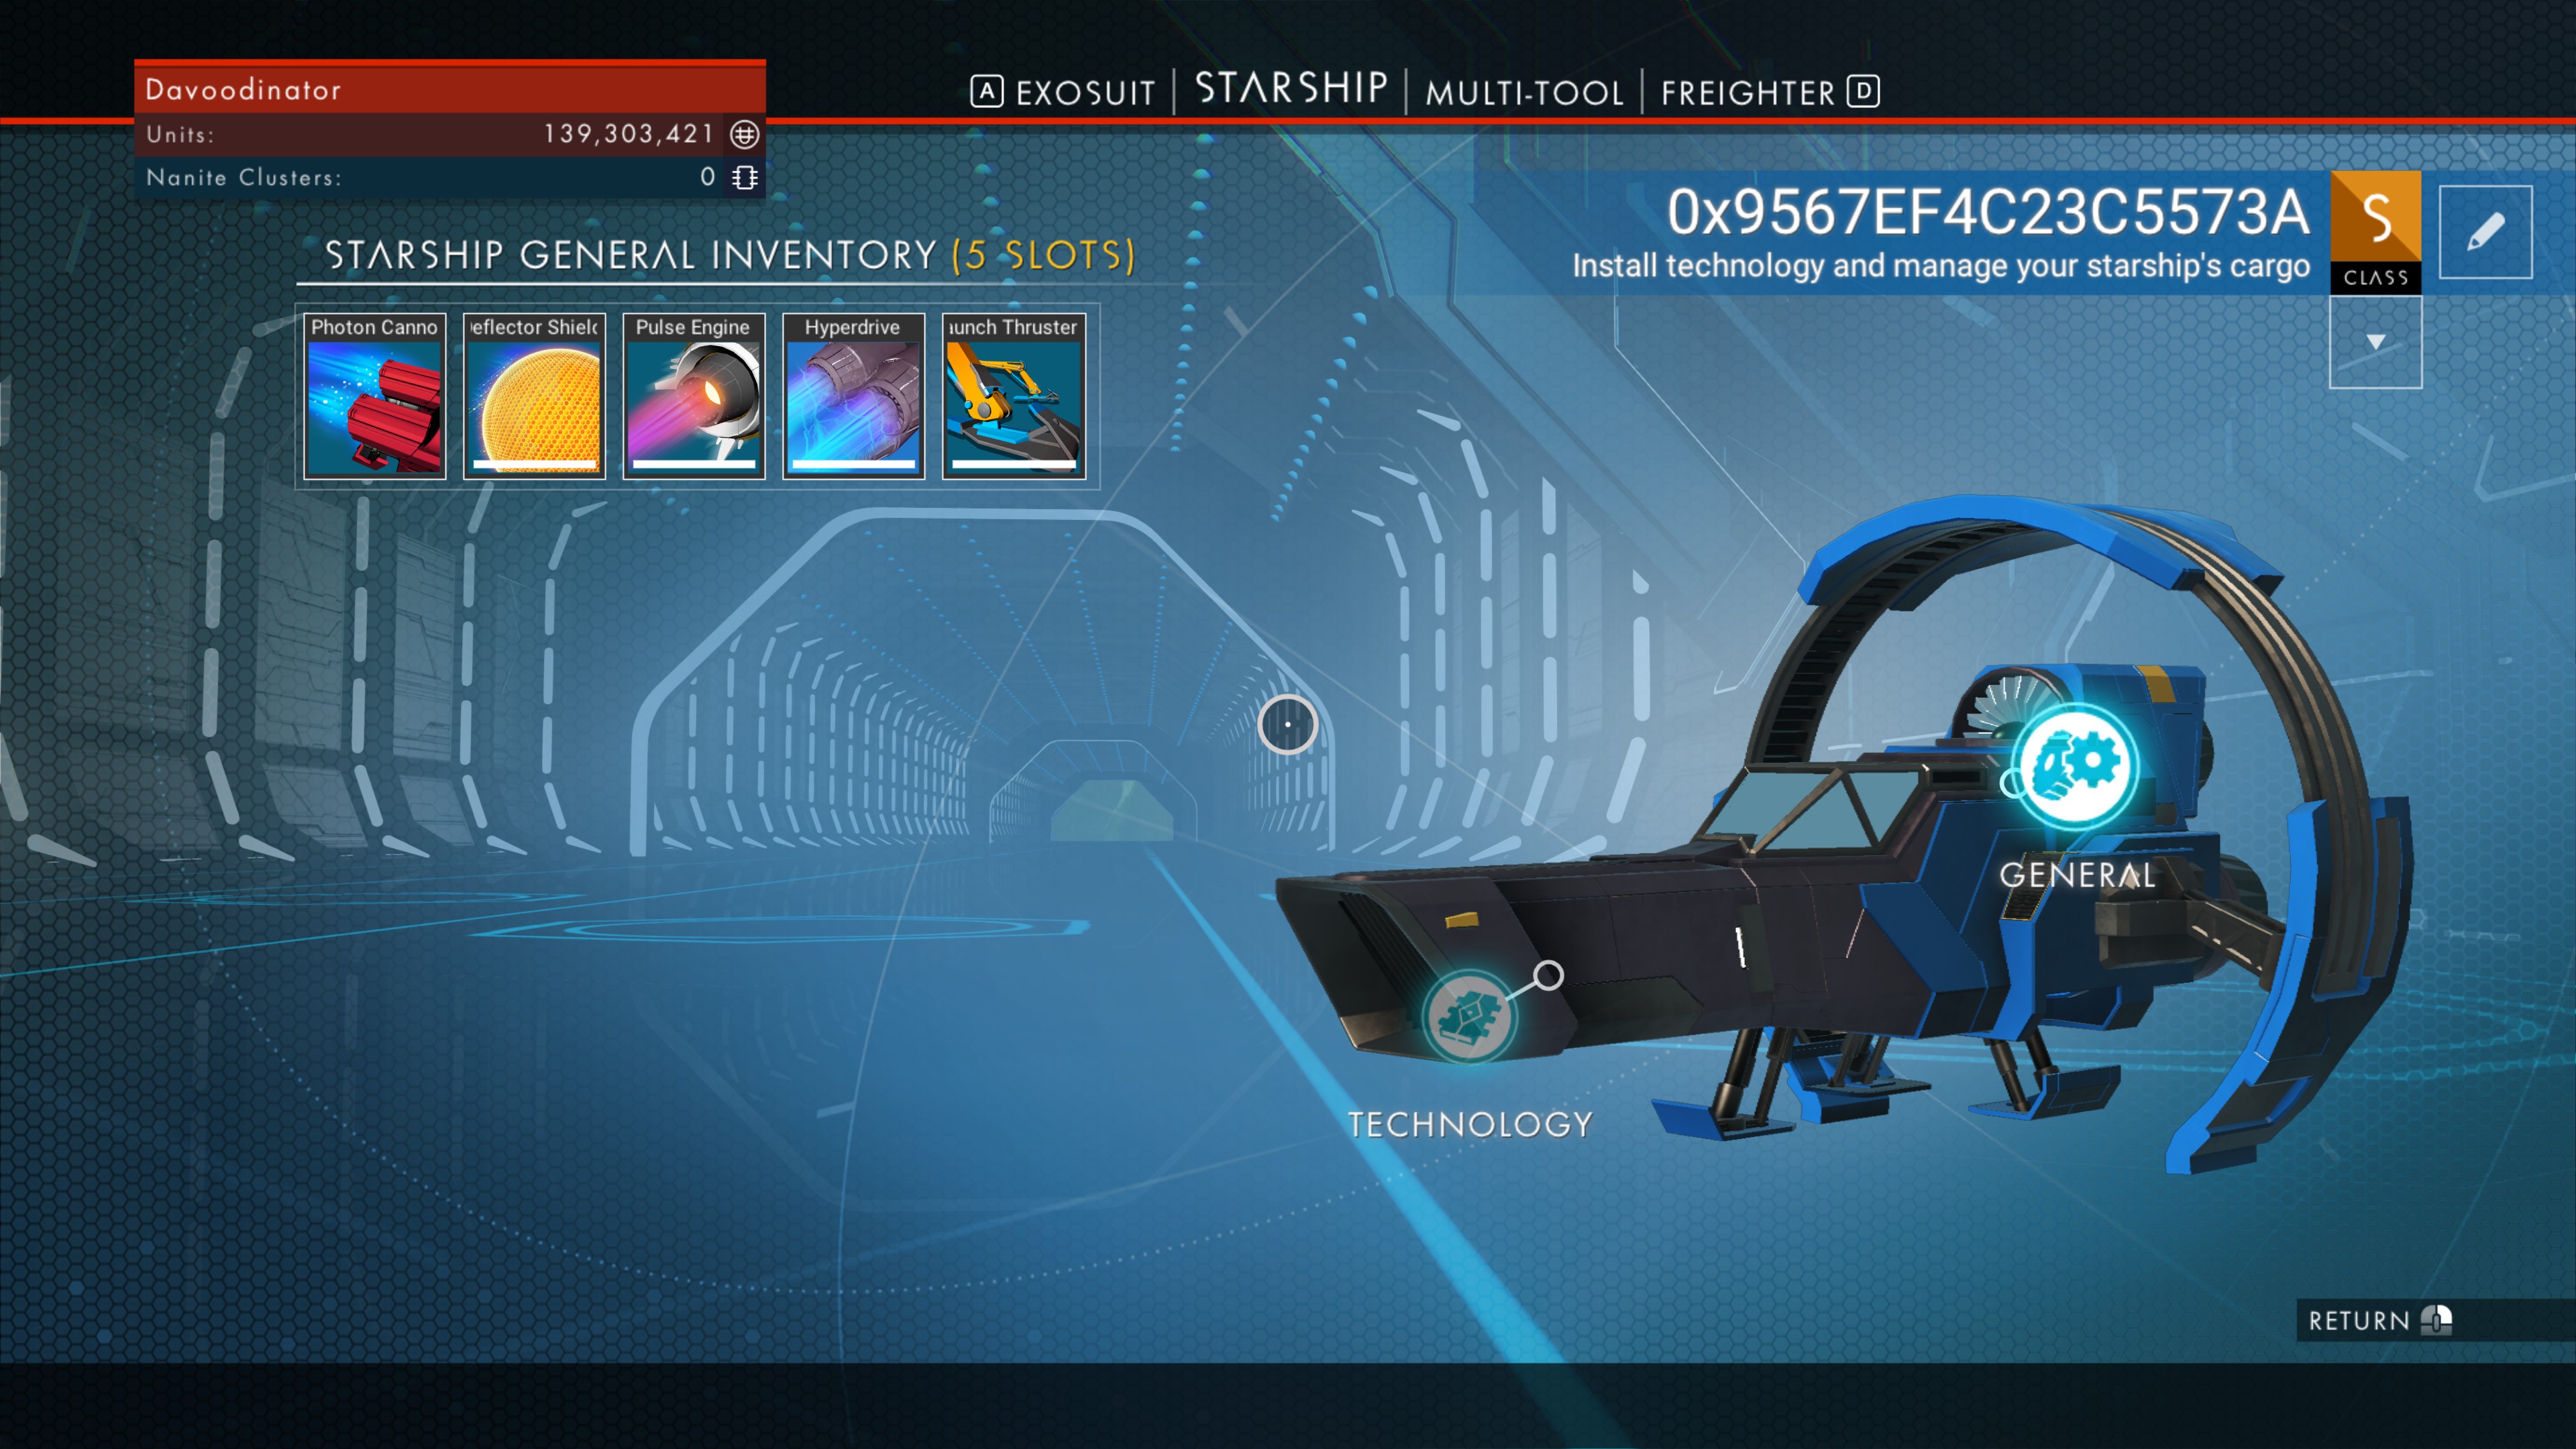 Davoodinator
Units: 139,303,421
Nanite Clusters: 0
A EXOSUIT STARSHIP MULTI-TOOL FREIGHTER D
0x9567EF4C23C5573A
Install technology and manage your starship's cargo
S
CLASS
STARSHIP GENERAL INVENTORY (5 SLOTS)
Photon Canno
eflector Shield
Pulse Engine
Hyperdrive
aunch Thruster
GENERAL
TECHNOLOGY
RETURN